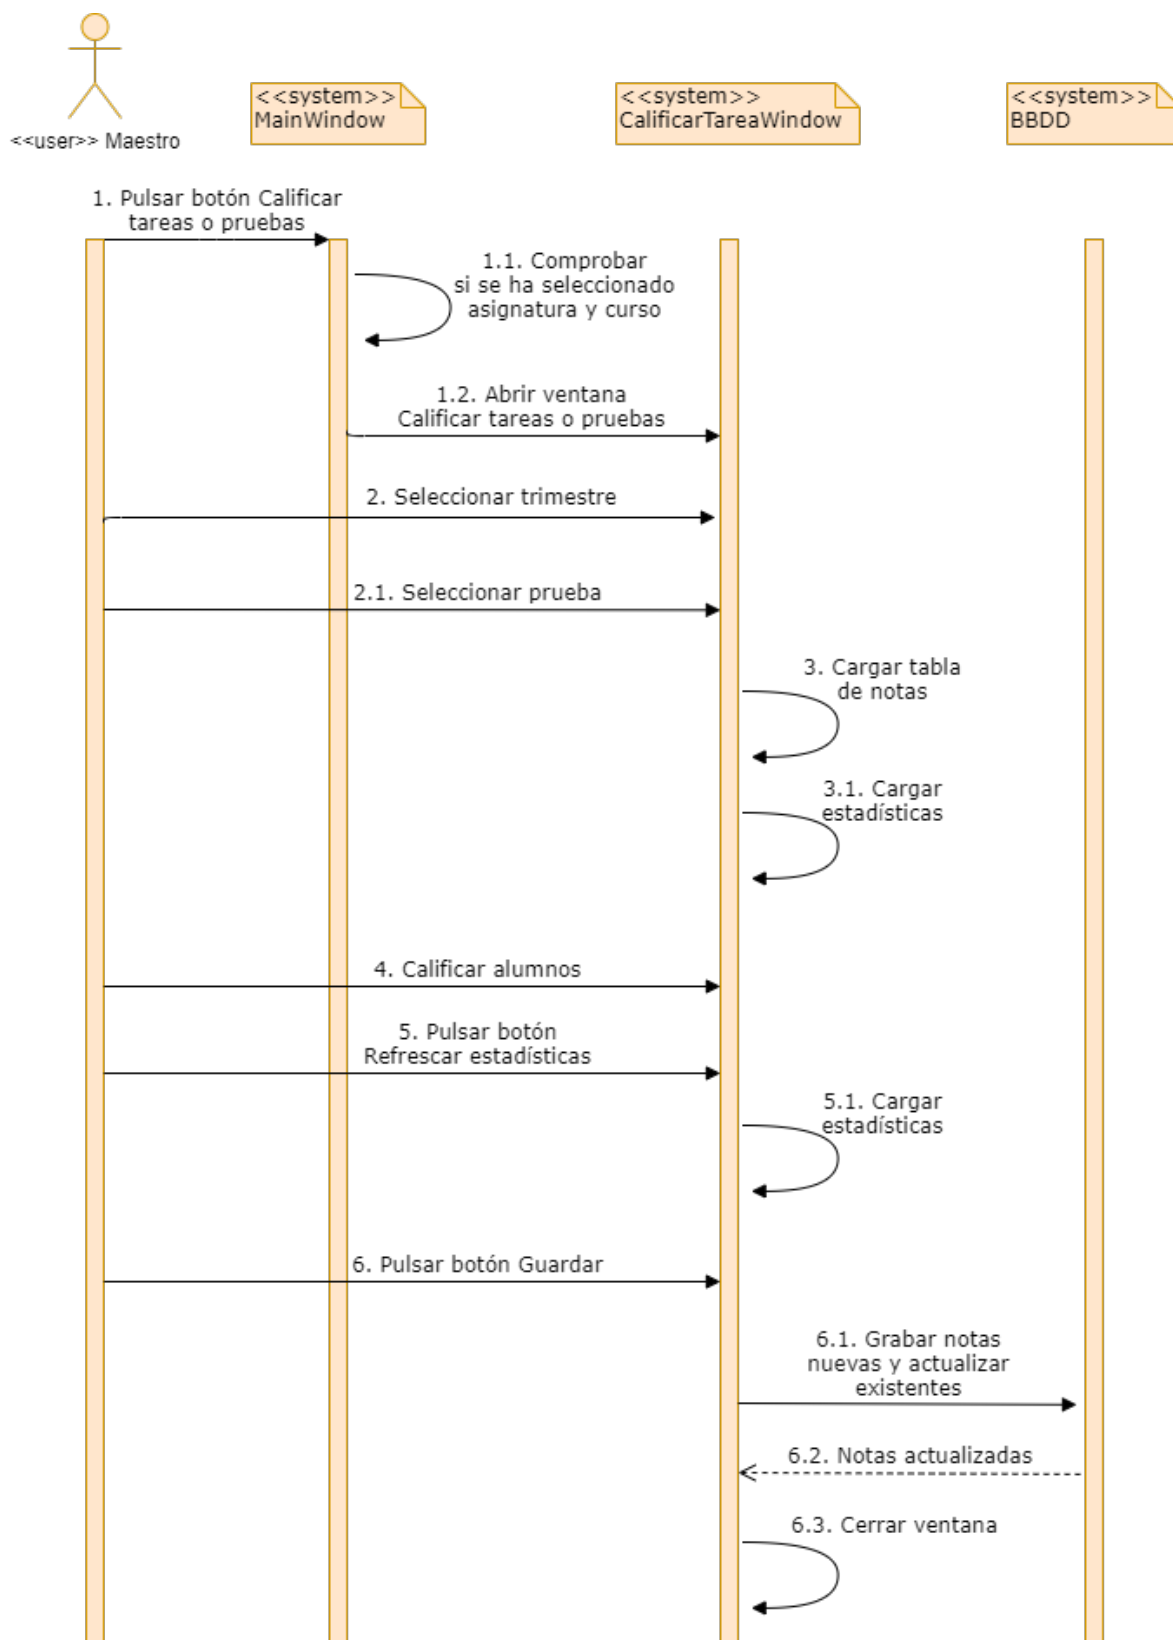 <<user>> Maestro
<<system>>
MainWindow
<<system>>
CalificarTareaWindow
<<system>>
BBDD
1. Pulsar botón Calificar
tareas o pruebas
1.1. Comprobar
si se ha seleccionado
asignatura y curso
1.2. Abrir ventana
Calificar tareas o pruebas
2. Seleccionar trimestre
2.1. Seleccionar prueba
3. Cargar tabla
de notas
3.1. Cargar
estadísticas
4. Calificar alumnos
5. Pulsar botón
Refrescar estadísticas
5.1. Cargar
estadísticas
6. Pulsar botón Guardar
6.1. Grabar notas
nuevas y actualizar
existentes
6.2. Notas actualizadas
6.3. Cerrar ventana